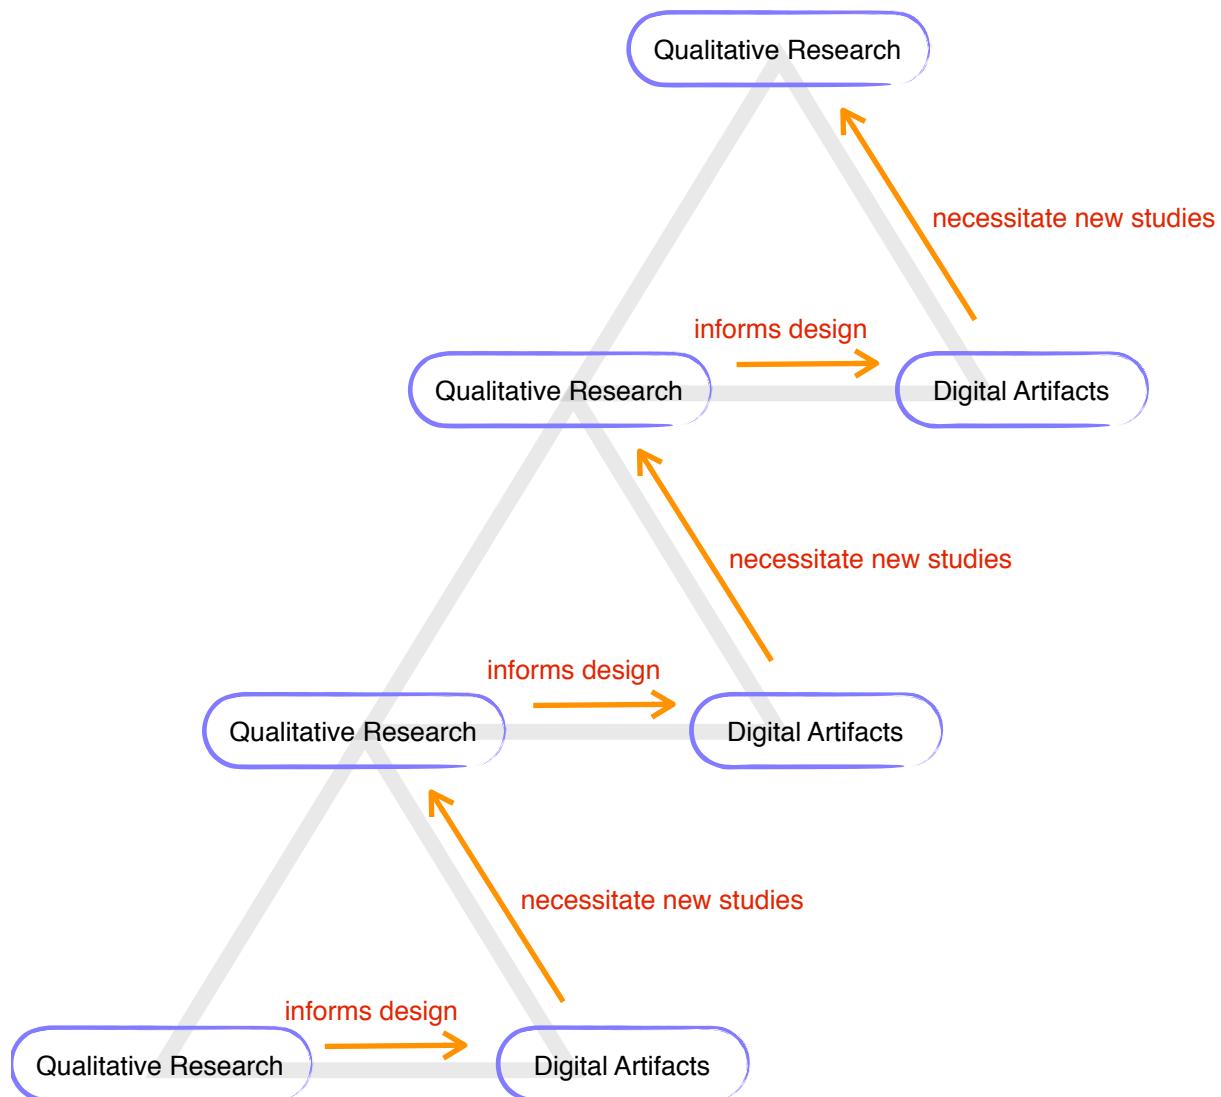 Qualitative Research
necessitate new studies
informs design
Qualitative Research
Digital Artifacts
necessitate new studies
informs design
Qualitative Research
Digital Artifacts
necessitate new studies
informs design
Qualitative Research
Digital Artifacts